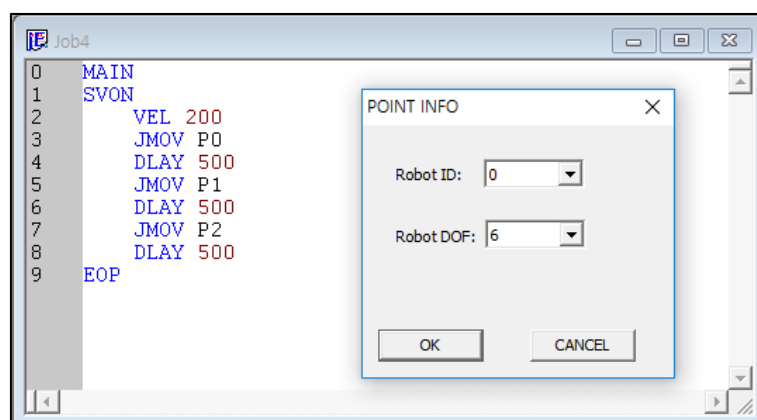 Job4
0 MAIN
1 SVON
2 VEL 200
3 JMOV P0
4 DLAY 500
5 JMOV P1
6 DLAY 500
7 JMOV P2
8 DLAY 500
9 EOP
POINT INFO
Robot ID: 0
Robot DOF: 6
OK CANCEL